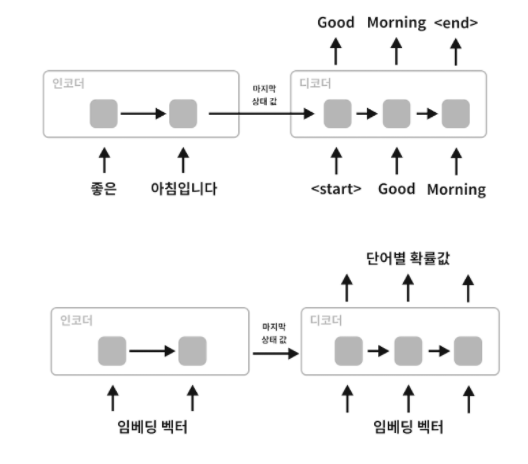 Good Morning <end>
인코더
마지막
상태 값
디코더
좋은 아침입니다
<start> Good Morning
단어별 확률값
인코더
마지막
상태 값
디코더
임베딩 벡터
임베딩 벡터